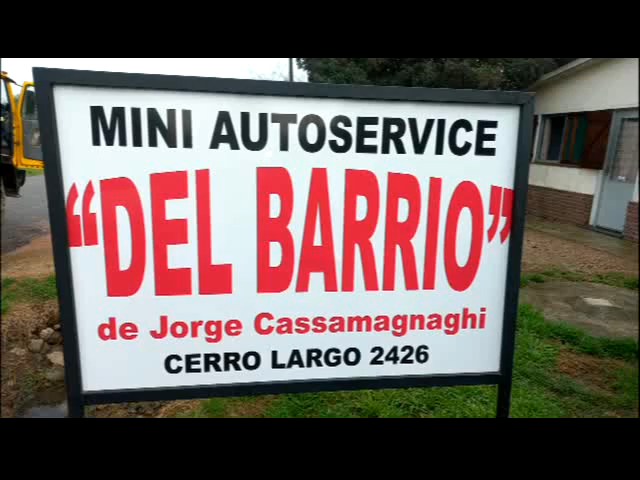 MINI AUTOSERVICE
“DEL BARRIO”
de Jorge Cassamagnaghi
CERRO LARGO 2426